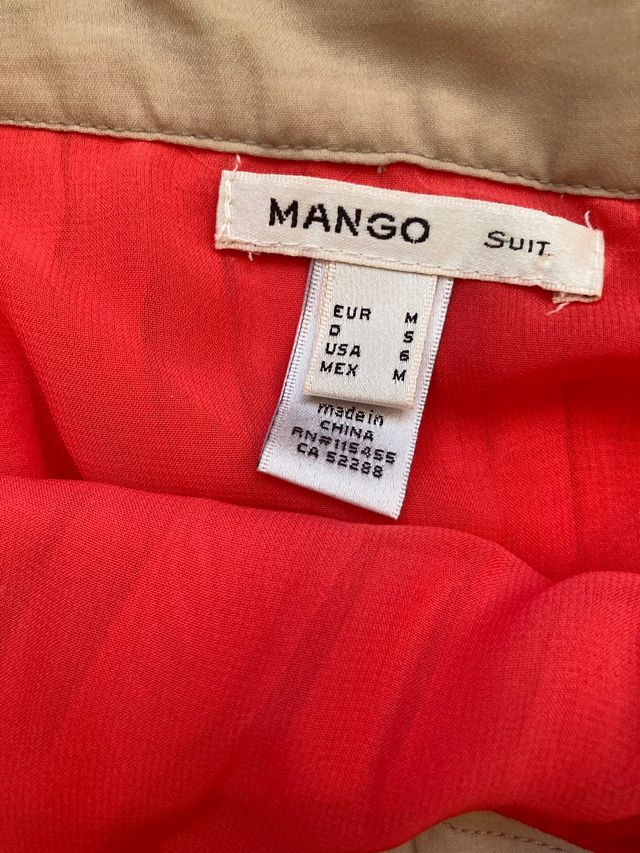 MANGO SUIT
EUR M
D S
USA 6
MEX M
made in
CHINA
RN#115455
CA 52288